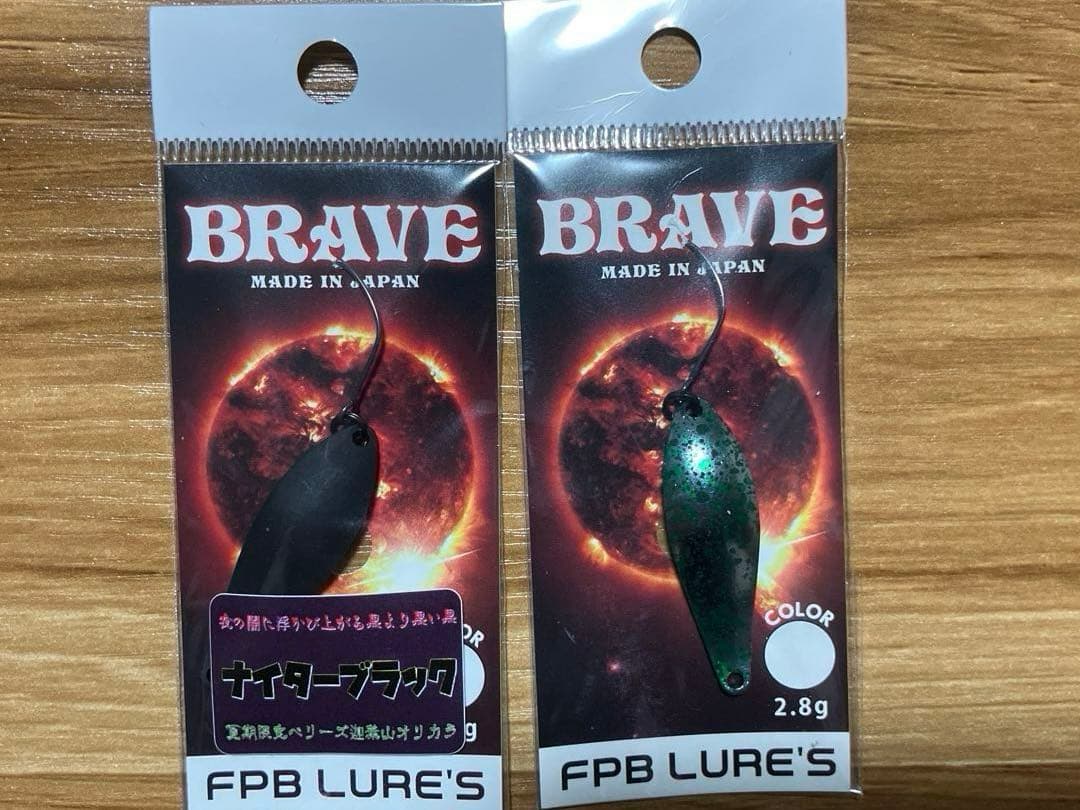 BRAVE
MADE IN JAPAN
OR
g
夜の闇に浮かび上がる黒より黒い黒
ナイターブラック
夏期限定ベリーズ迦葉山オリカラ
FPB LURE'S
BRAVE
MADE IN JAPAN
COLOR
2.8g
FPB LURE'S